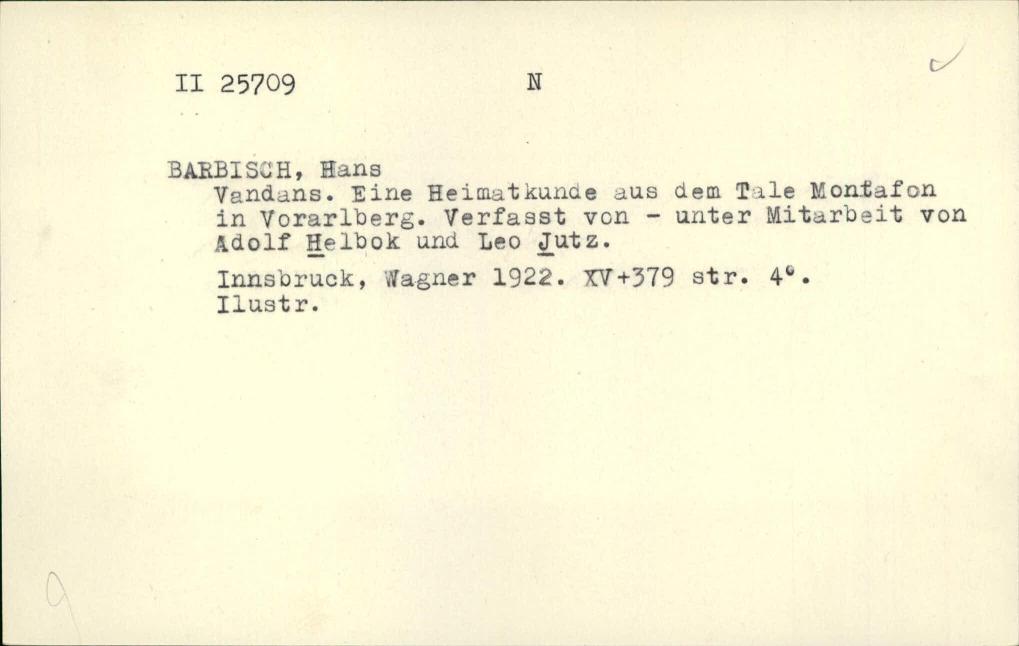 II 25709 N
BARBISCH, Hans
Vandans. Eine Heimatkunde aus dem Tale Montafon
in Vorarlberg. Verfasst von - unter Mitarbeit von
Adolf Helbok und Leo Jutz.
Innsbruck, Wagner 1922. XV+379 str. 4°.
Ilustr.